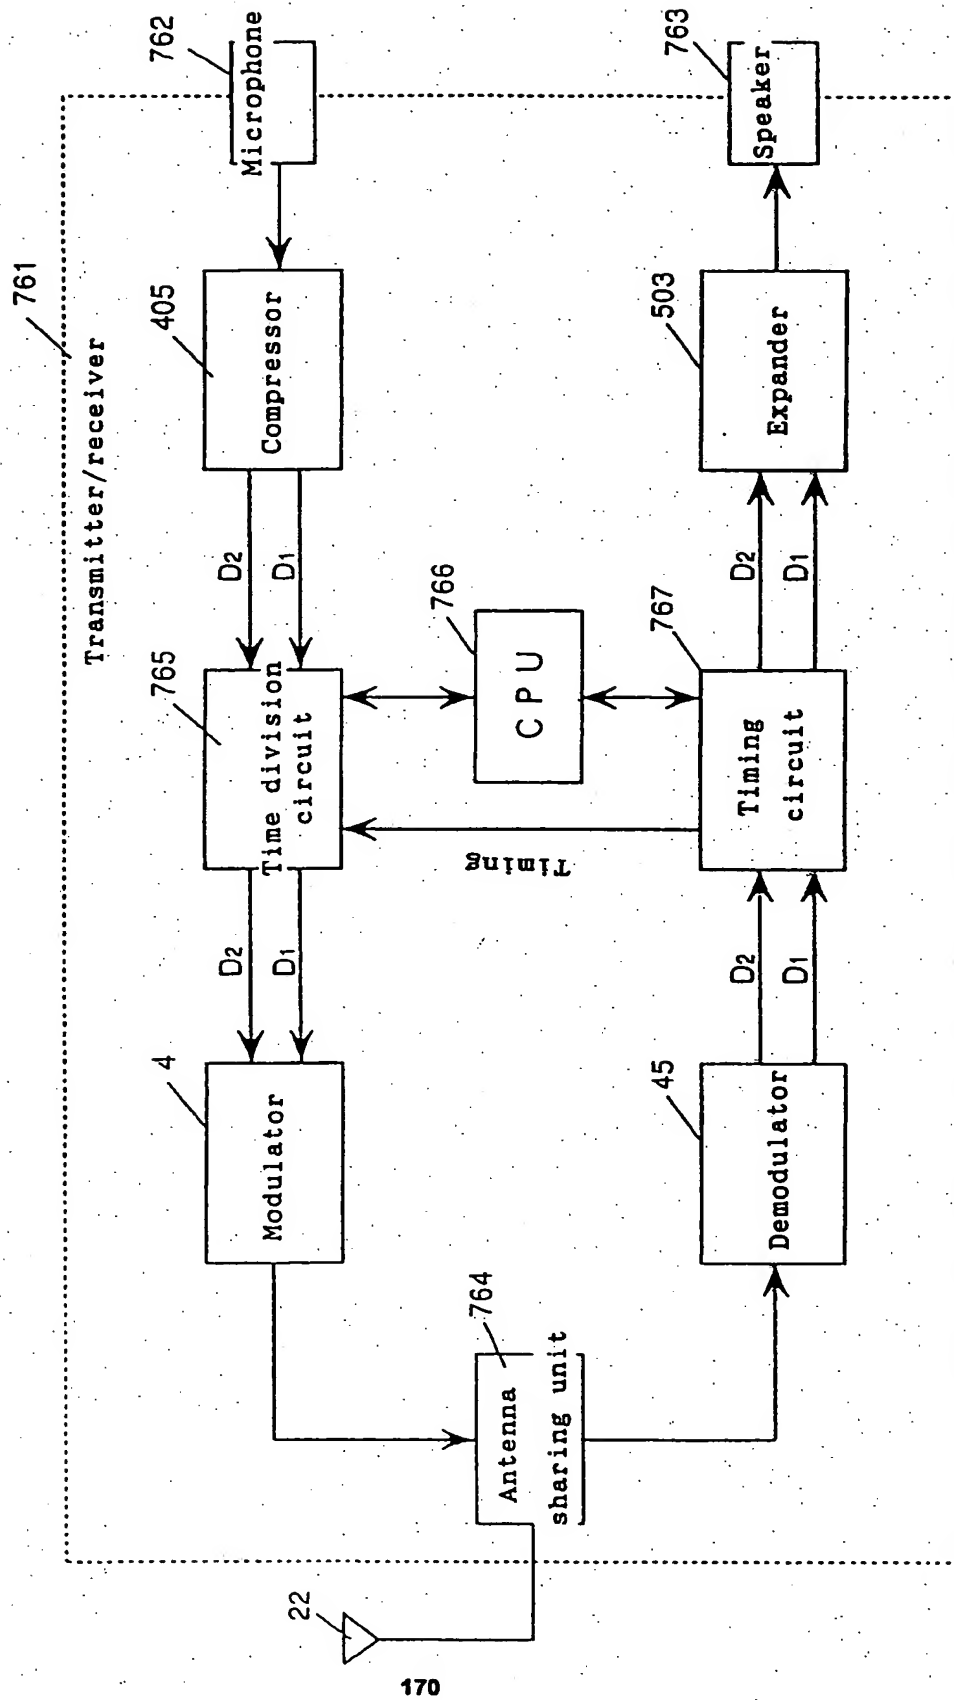 761
Transmitter/receiver
22
764
Antenna
sharing unit
4
Modulator
D2
D1
765
Time division
circuit
D2
D1
405
Compressor
762
Microphone
Timing
766
CPU
45
Demodulator
D2
D1
767
Timing
circuit
D2
D1
503
Expander
763
Speaker
170